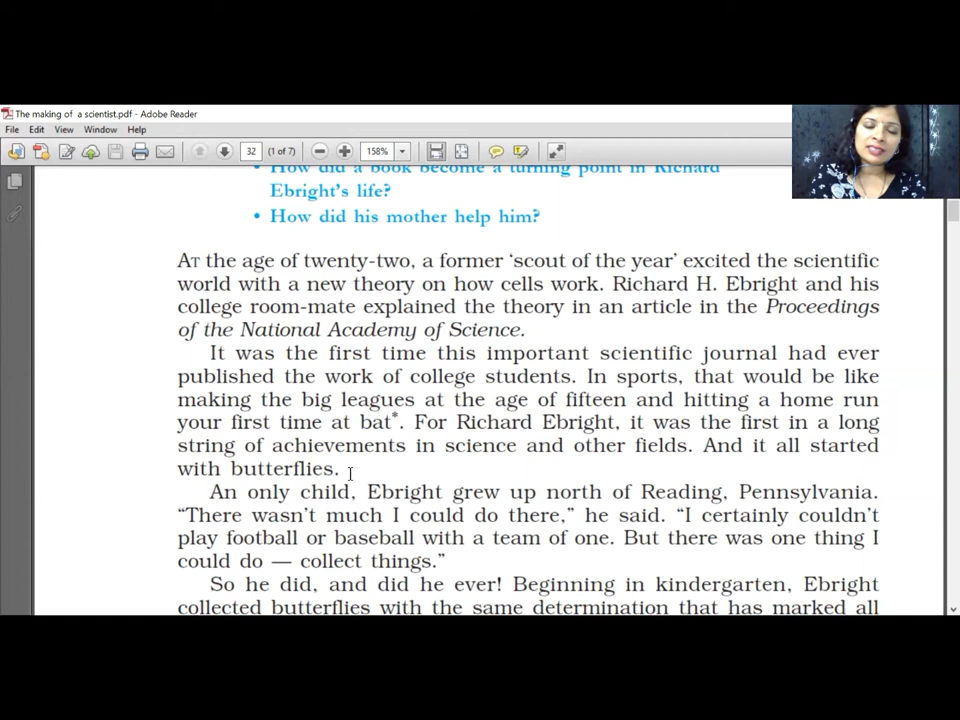 The making of a scientist.pdf - Adobe Reader
File Edit View Window Help
32 (1 of 7) 158%
• How did a book become a turning point in Richard
Ebright's life?
• How did his mother help him?
AT the age of twenty-two, a former ‘scout of the year’ excited the scientific
world with a new theory on how cells work. Richard H. Ebright and his
college room-mate explained the theory in an article in the Proceedings
of the National Academy of Science.
It was the first time this important scientific journal had ever
published the work of college students. In sports, that would be like
making the big leagues at the age of fifteen and hitting a home run
your first time at bat*. For Richard Ebright, it was the first in a long
string of achievements in science and other fields. And it all started
with butterflies.
An only child, Ebright grew up north of Reading, Pennsylvania.
“There wasn't much I could do there,” he said. “I certainly couldn't
play football or baseball with a team of one. But there was one thing I
could do — collect things.”
So he did, and did he ever! Beginning in kindergarten, Ebright
collected butterflies with the same determination that has marked all